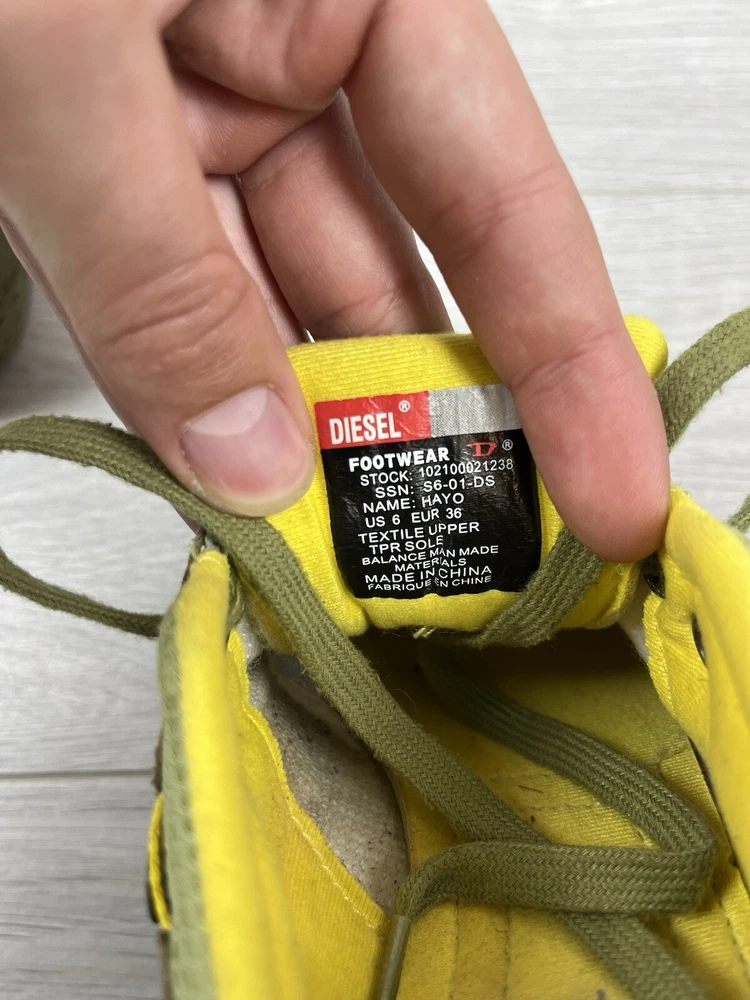 DIESEL®
FOOTWEAR D®
STOCK: 102100021238
SSN: S6-01-DS
NAME: HAYO
US 6 EUR 36
TEXTILE UPPER
TPR SOLE
BALANCE MAN MADE
MATERIALS
MADE IN CHINA
FABRIQUE EN CHINE